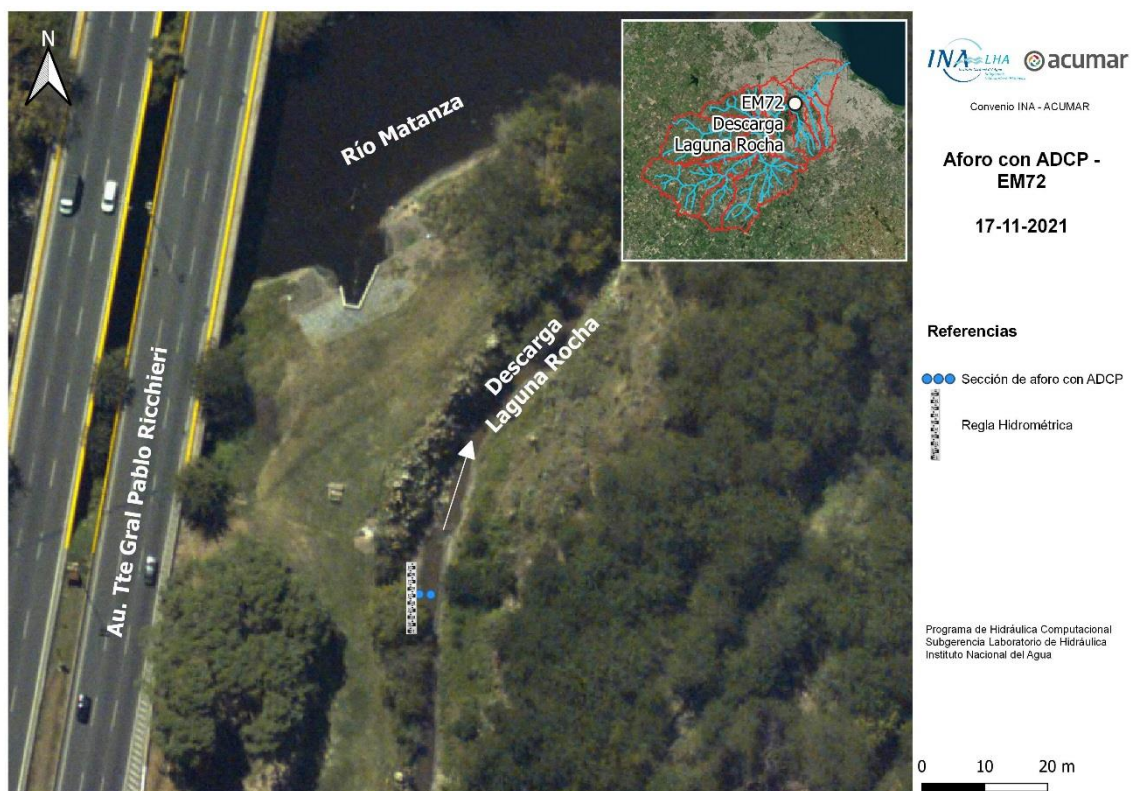 N
Río Matanza
EM72
Descarga
Laguna Rocha
Descarga
Laguna Rocha
Au. Tte Gral Pablo Ricchieri
INA LHA
acumar
Convenio INA - ACUMAR
Aforo con ADCP -
EM72
17-11-2021
Referencias
Sección de aforo con ADCP
Regla Hidrométrica
Programa de Hidráulica Computacional
Subgerencia Laboratorio de Hidráulica
Instituto Nacional del Agua
0 10 20 m